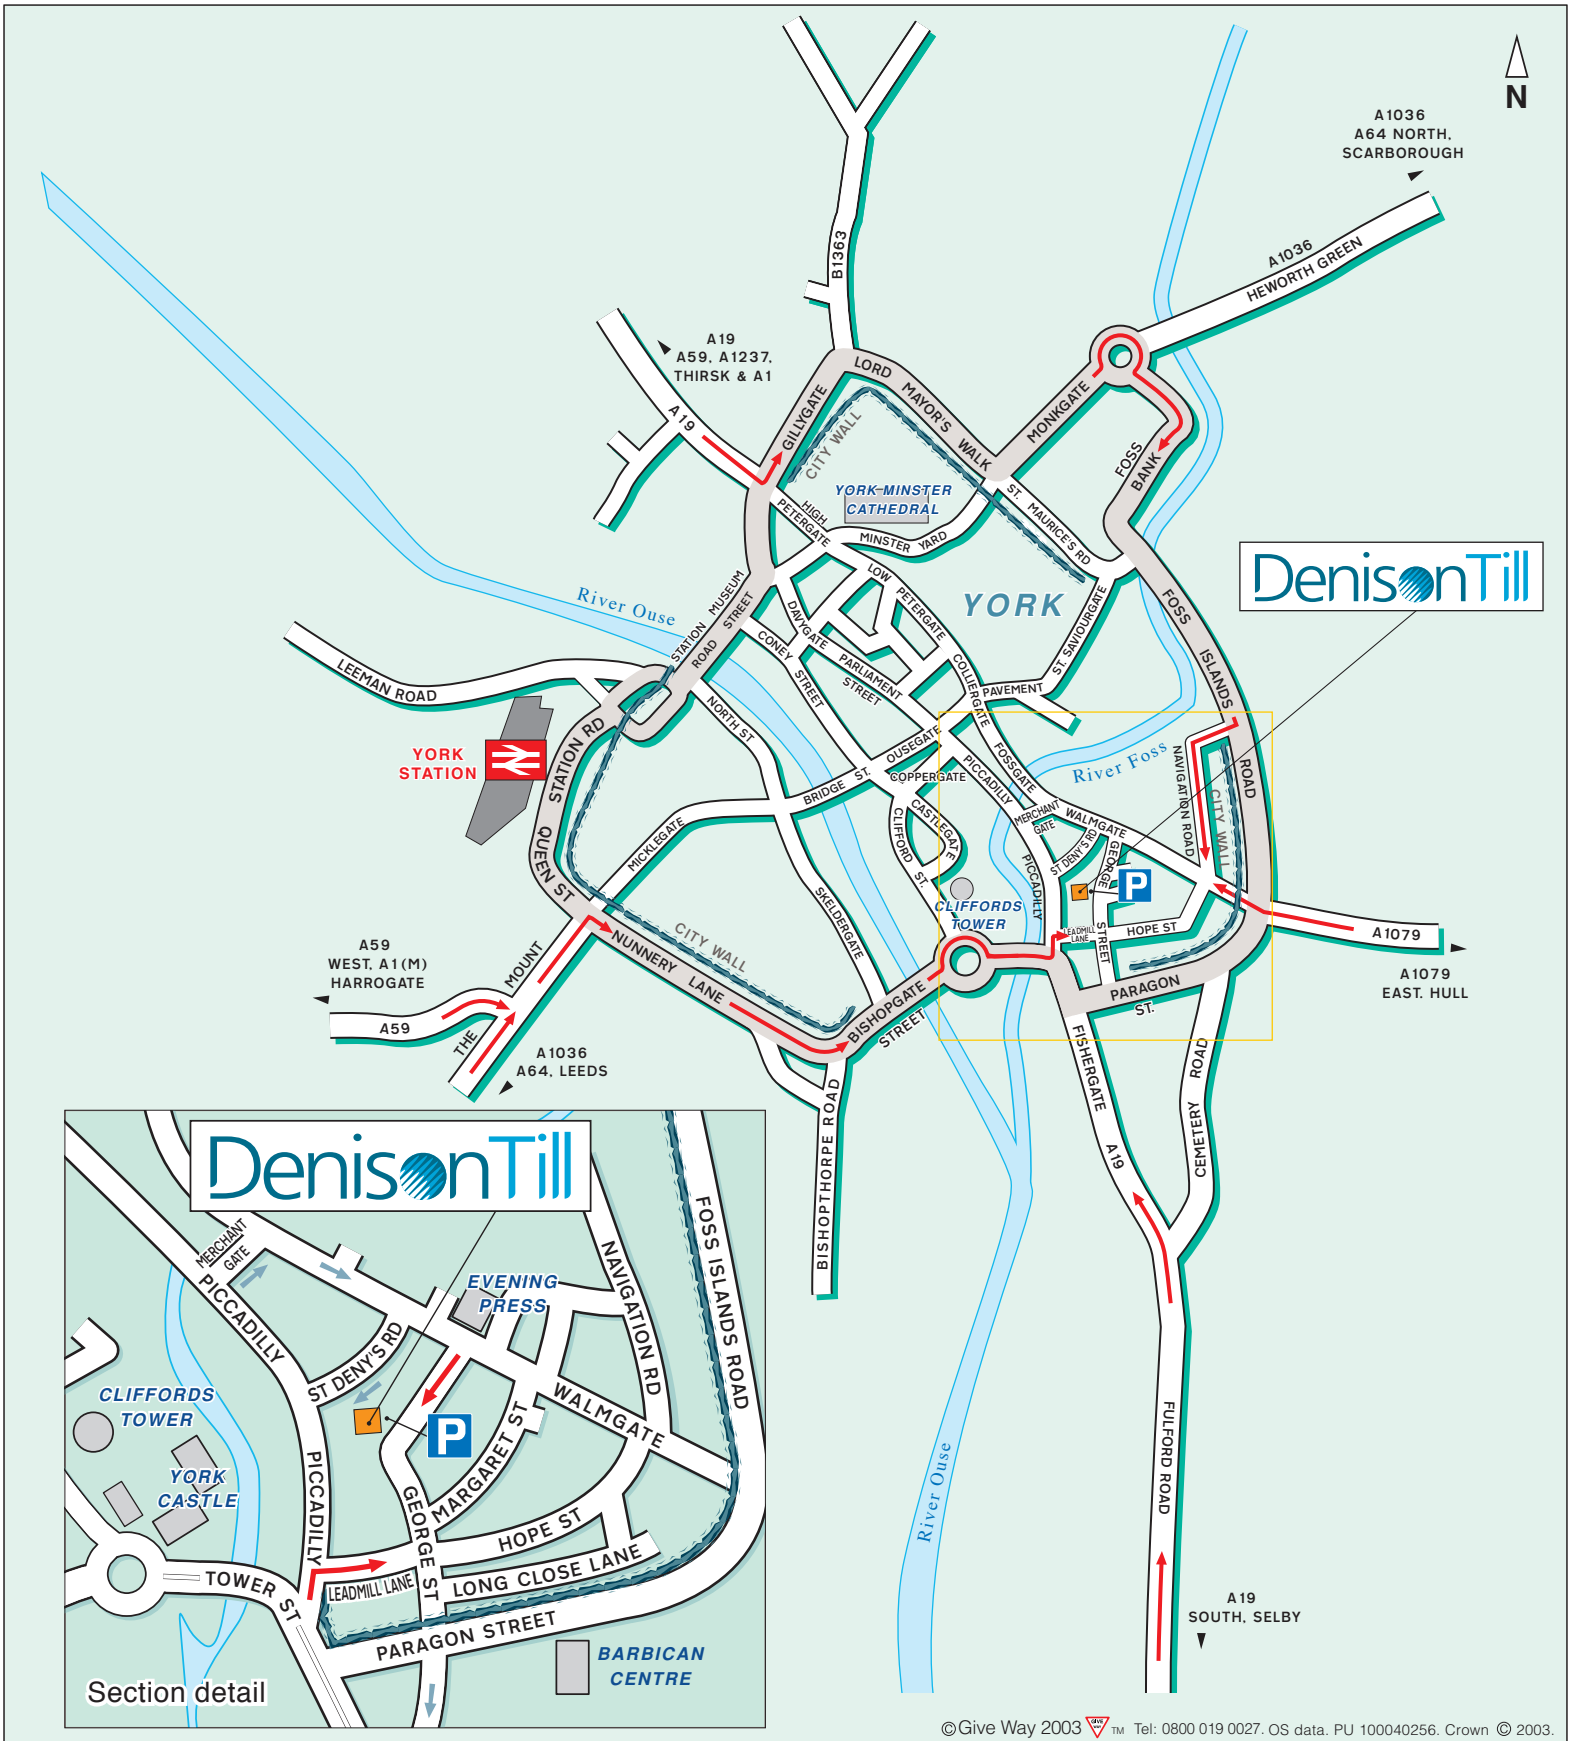 N
A1036
A64 NORTH,
SCARBOROUGH
A1036
HEWORTH GREEN
B1363
A19
A59, A1237,
THIRSK & A1
A19
GILLYGATE
CITY WALL
LORD
MAYOR'S
WALK
MONKGATE
FOSS
BANK
YORK MINSTER
CATHEDRAL
HIGH
PETERGATE
MINSTER YARD
ST. MAURICE'S RD
LOW
PETERGATE
YORK
DenisonTill
River Ouse
STATION
ROAD
MUSEUM
STREET
DAVYGATE
CONEY
STREET
PARLIAMENT
STREET
COLLIERGATE
PAVEMENT
ST. SAVIOURGATE
FOSS
ISLANDS
ROAD
LEEMAN ROAD
YORK
STATION
STATION RD
QUEEN ST
NORTH ST
BRIDGE ST.
OUSEGATE
COPPERGATE
PICCADILLY
FOSSGATE
River Foss
NAVIGATION ROAD
CITY WALL
MERCHANT
GATE
WALMGATE
CASTLEGATE
CLIFFORD
ST.
ST DENY'S RD
GEORGE
STREET
P
PICCADILLY
CLIFFORDS
TOWER
LEADMILL
LANE
HOPE ST
A1079
A1079
EAST. HULL
MICKLEGATE
SKELDERGATE
CITY WALL
NUNNERY
LANE
BISHOPGATE
STREET
PARAGON
ST.
A59
WEST, A1(M)
HARROGATE
A59
THE
MOUNT
A1036
A64, LEEDS
BISHOPTHORPE ROAD
FISHERGATE
A19
CEMETERY
ROAD
FULFORD ROAD
River Ouse
A19
SOUTH, SELBY
DenisonTill
MERCHANT
GATE
PICCADILLY
EVENING
PRESS
NAVIGATION RD
FOSS ISLANDS ROAD
ST DENY'S RD
CLIFFORDS
TOWER
WALMGATE
P
YORK
CASTLE
PICCADILLY
MARGARET ST
GEORGE ST
HOPE ST
LEADMILL LANE
LONG CLOSE LANE
TOWER
ST
PARAGON STREET
BARBICAN
CENTRE
Section detail
© Give Way 2003 GIVE WAY TM Tel: 0800 019 0027. OS data. PU 100040256. Crown © 2003.